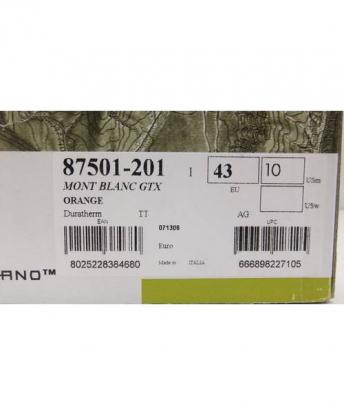 87501-201 I 43 10 USm
MONT BLANC GTX EU
ORANGE USw
Duratherm TT AG
EAN UPC
071306
Euro
Made in ITALIA
ANO™
8025228384680 666898227105